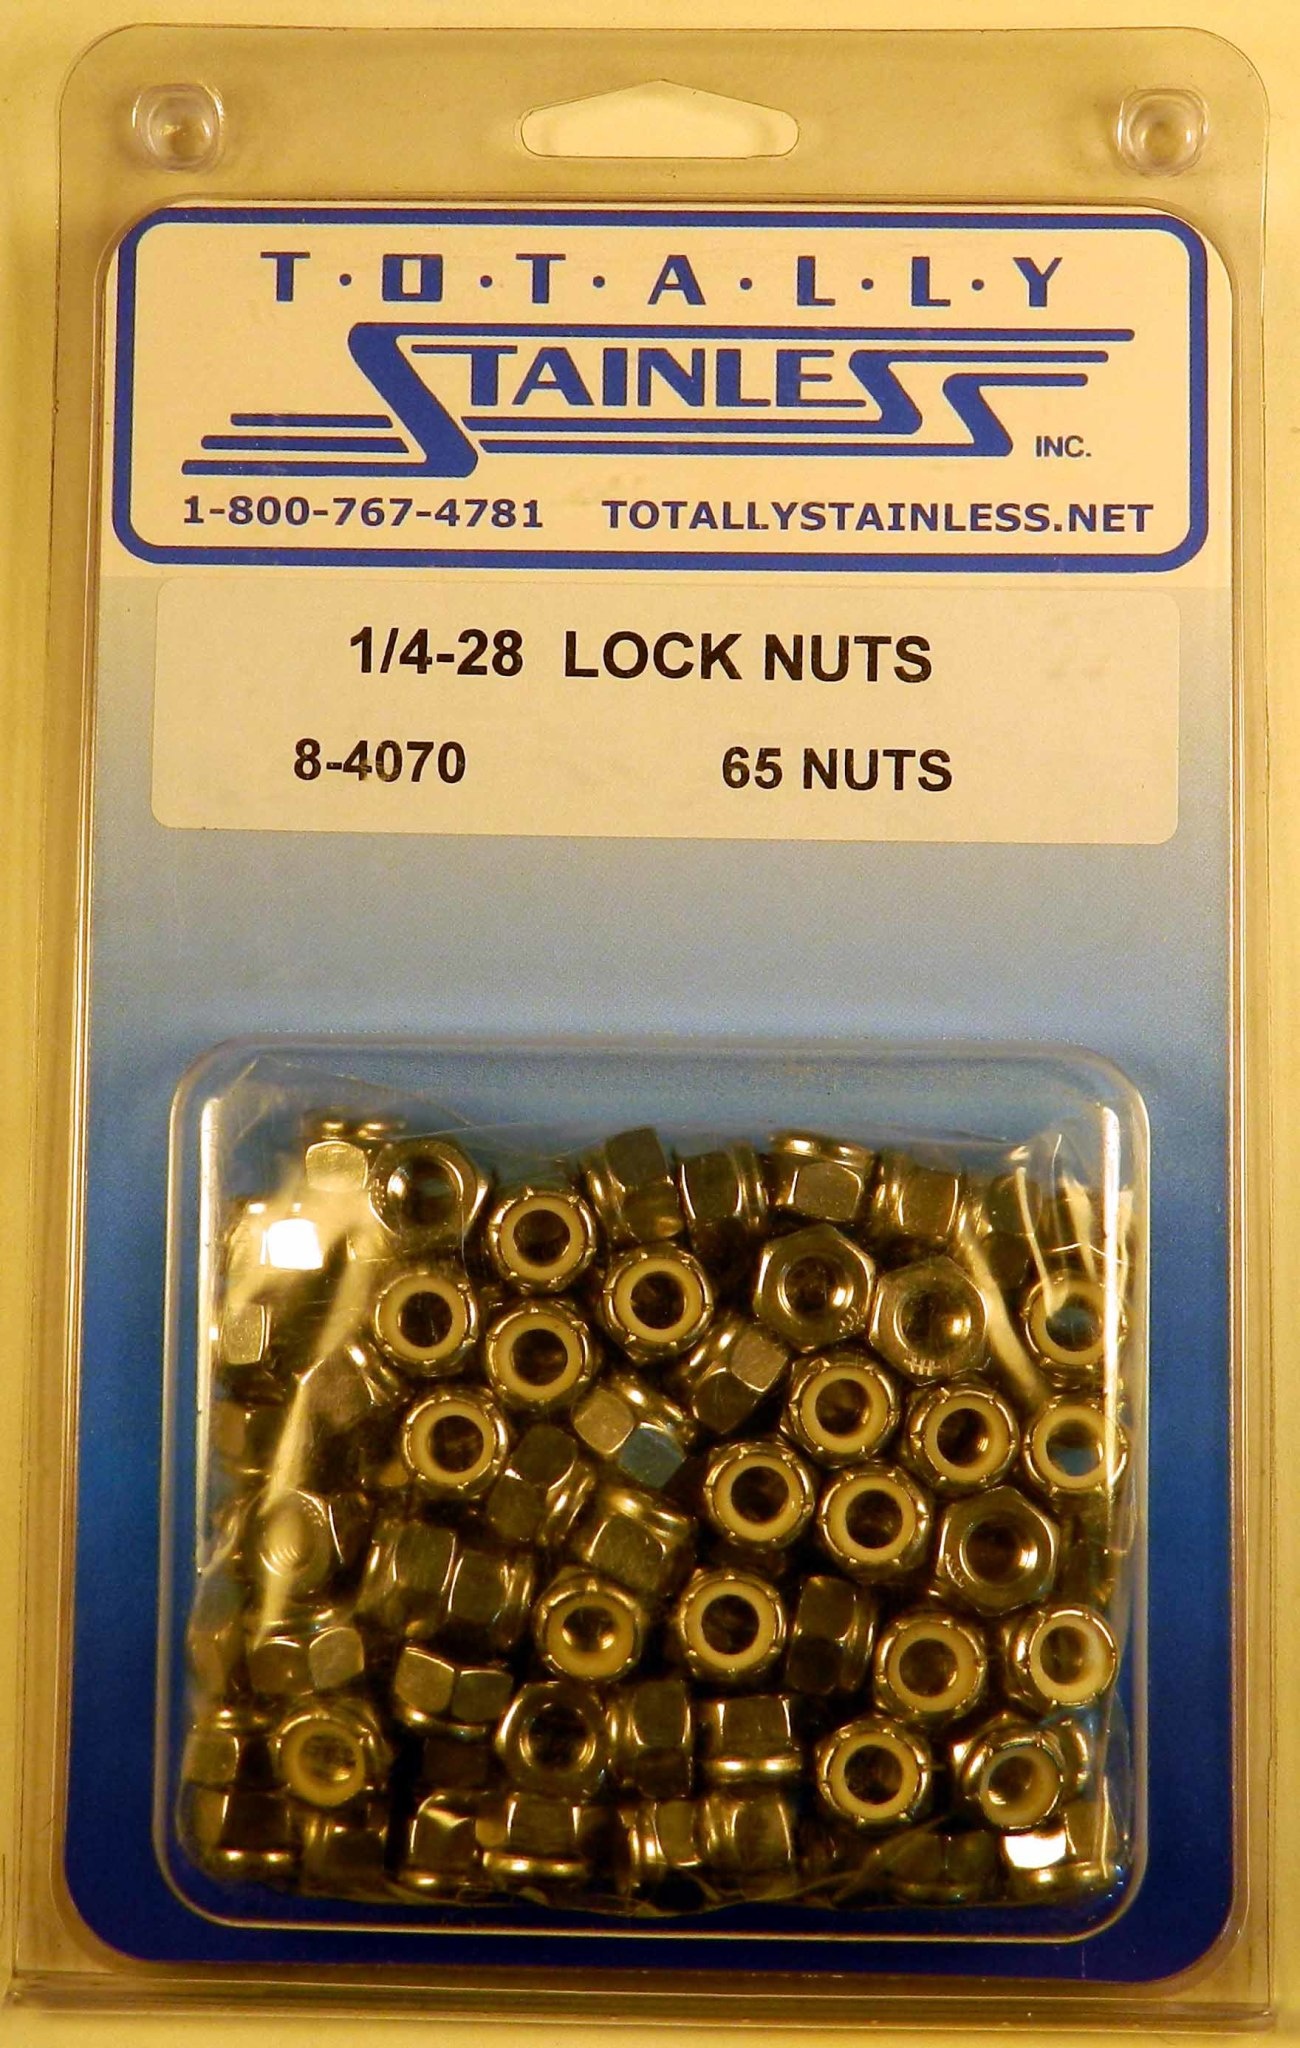 T·O·T·A·L·L·Y
STAINLESS
INC.
1-800-767-4781 TOTALLYSTAINLESS.NET
1/4-28 LOCK NUTS
8-4070 65 NUTS